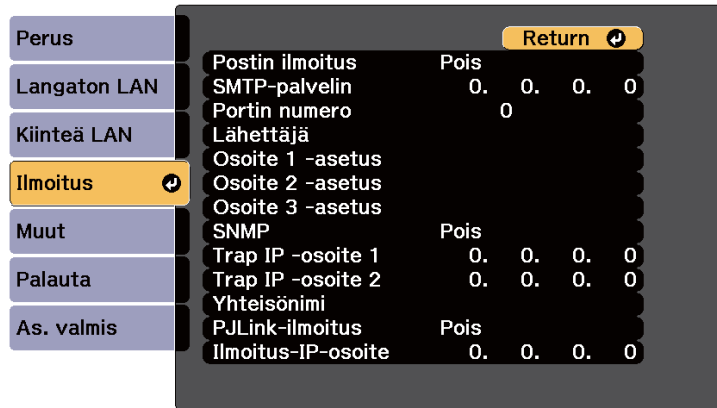 Perus
Langaton LAN
Kiinteä LAN
Ilmoitus
Muut
Palauta
As. valmis
Return
Postin ilmoitus Pois
SMTP-palvelin 0. 0. 0. 0
Portin numero 0
Lähettäjä
Osoite 1 -asetus
Osoite 2 -asetus
Osoite 3 -asetus
SNMP Pois
Trap IP -osoite 1 0. 0. 0. 0
Trap IP -osoite 2 0. 0. 0. 0
Yhteisönimi
PJLink-ilmoitus Pois
Ilmoitus-IP-osoite 0. 0. 0. 0